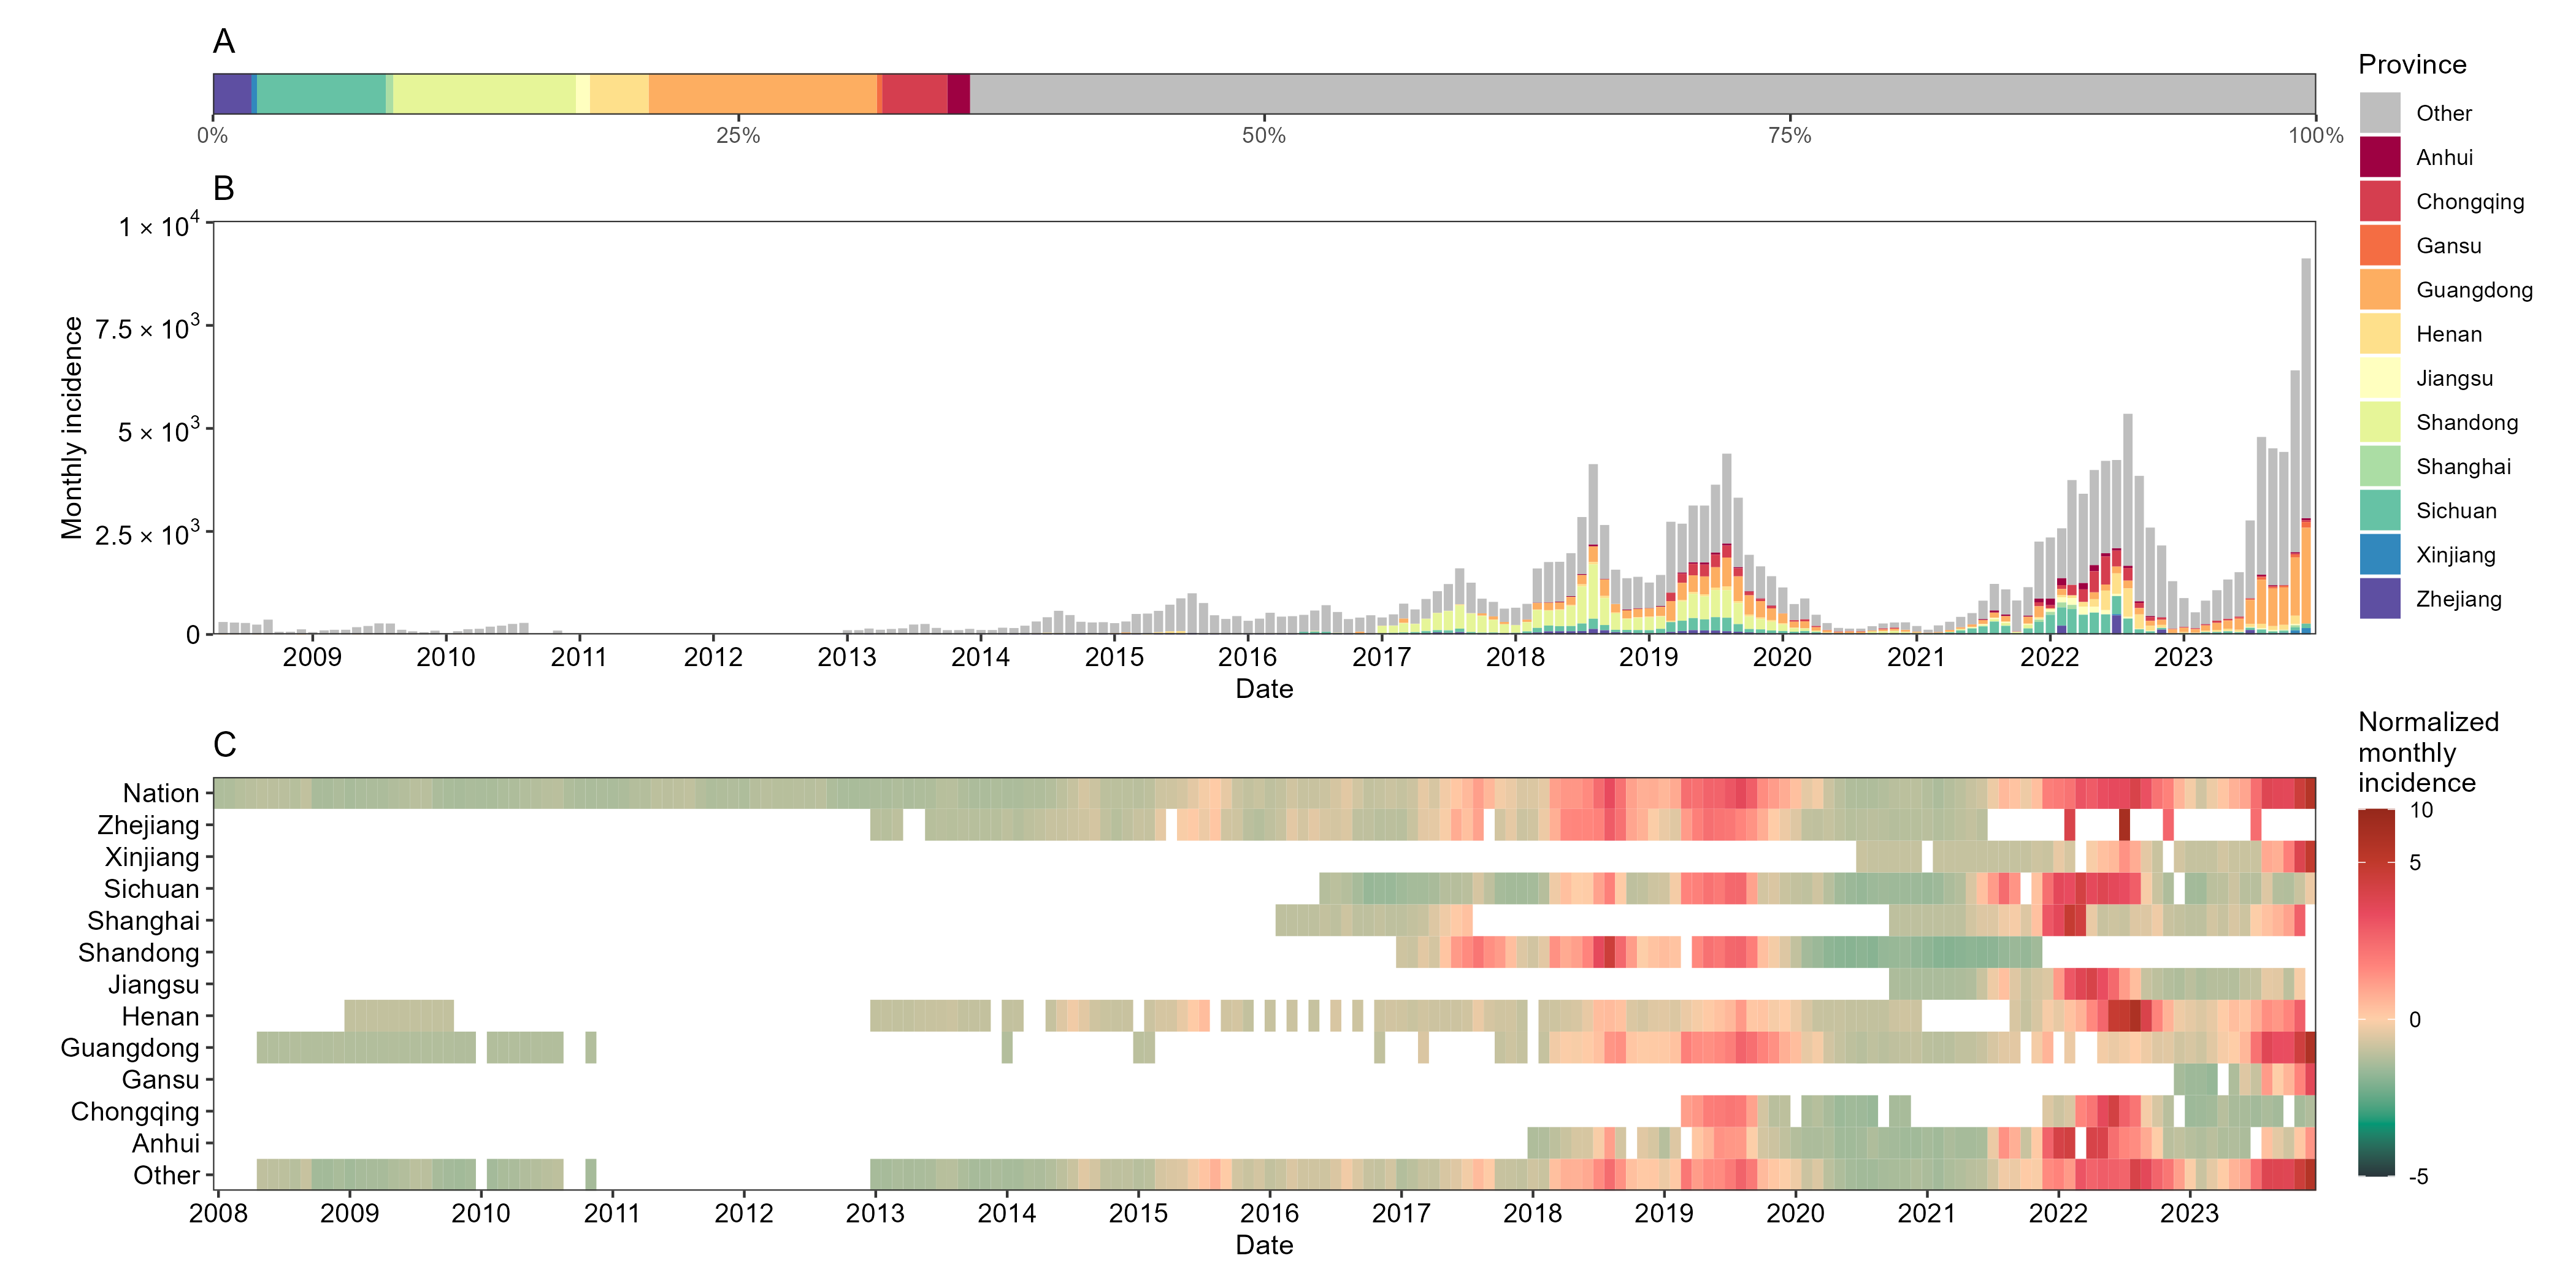 A
0%
25%
50%
75%
100%
Province
Other
Anhui
Chongqing
Gansu
Guangdong
Henan
Jiangsu
Shandong
Shanghai
Sichuan
Xinjiang
Zhejiang
B
Monthly incidence
1 × 10⁴
7.5 × 10³
5 × 10³
2.5 × 10³
0
2009
2010
2011
2012
2013
2014
2015
2016
2017
2018
2019
2020
2021
2022
2023
Date
C
Nation
Zhejiang
Xinjiang
Sichuan
Shanghai
Shandong
Jiangsu
Henan
Guangdong
Gansu
Chongqing
Anhui
Other
2008
2009
2010
2011
2012
2013
2014
2015
2016
2017
2018
2019
2020
2021
2022
2023
Date
Normalized
monthly
incidence
10
5
0
-5